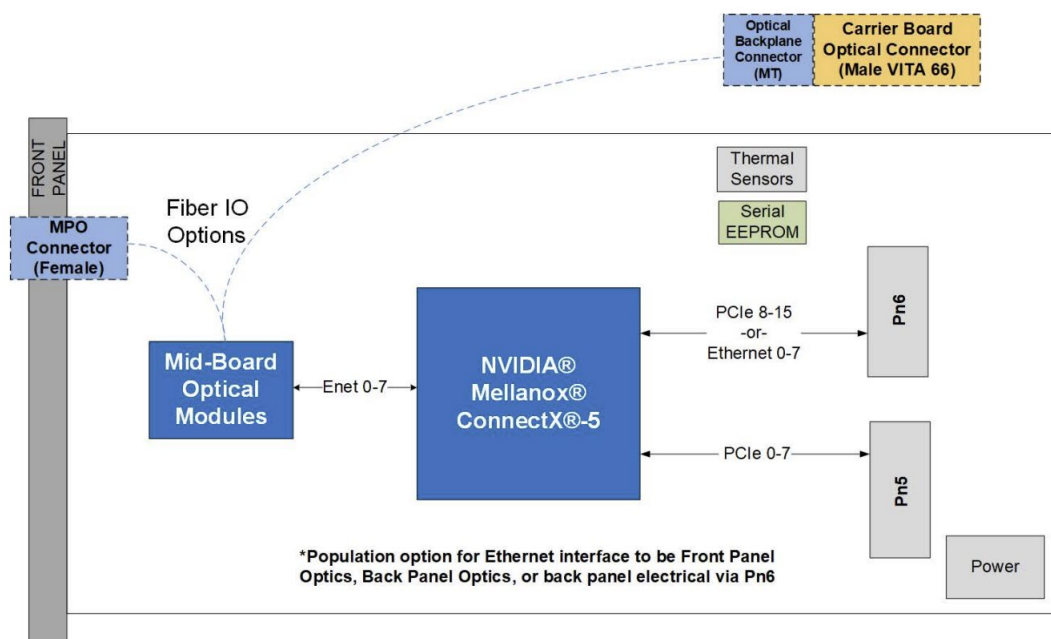 Optical
Backplane
Connector
(MT)
Carrier Board
Optical Connector
(Male VITA 66)
FRONT
PANEL
Thermal
Sensors
Serial
EEPROM
MPO
Connector
(Female)
Fiber IO
Options
Mid-Board
Optical
Modules
Enet 0-7
NVIDIA®
Mellanox®
ConnectX®-5
PCIe 8-15
-or-
Ethernet 0-7
Pn6
PCIe 0-7
Pn5
*Population option for Ethernet interface to be Front Panel
Optics, Back Panel Optics, or back panel electrical via Pn6
Power